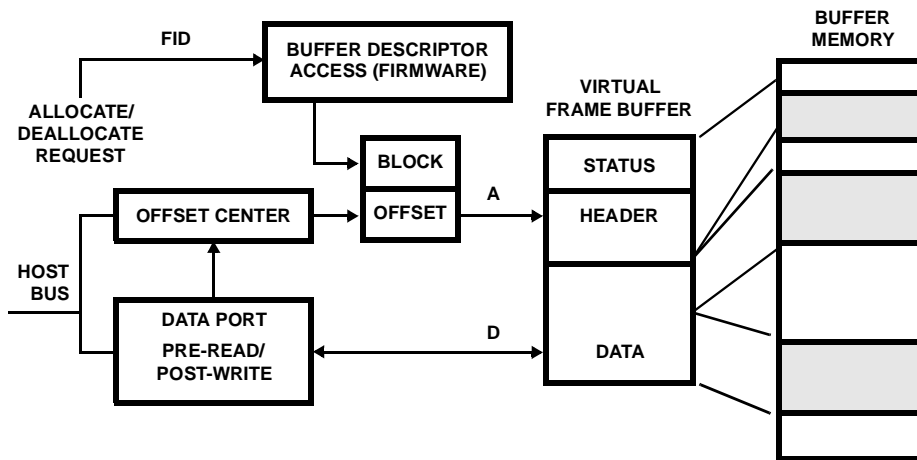 BUFFER
MEMORY
FID
BUFFER DESCRIPTOR
ACCESS (FIRMWARE)
VIRTUAL
FRAME BUFFER
ALLOCATE/
DEALLOCATE
REQUEST
BLOCK
STATUS
OFFSET CENTER
OFFSET
A
HEADER
HOST
BUS
DATA PORT
PRE-READ/
POST-WRITE
D
DATA